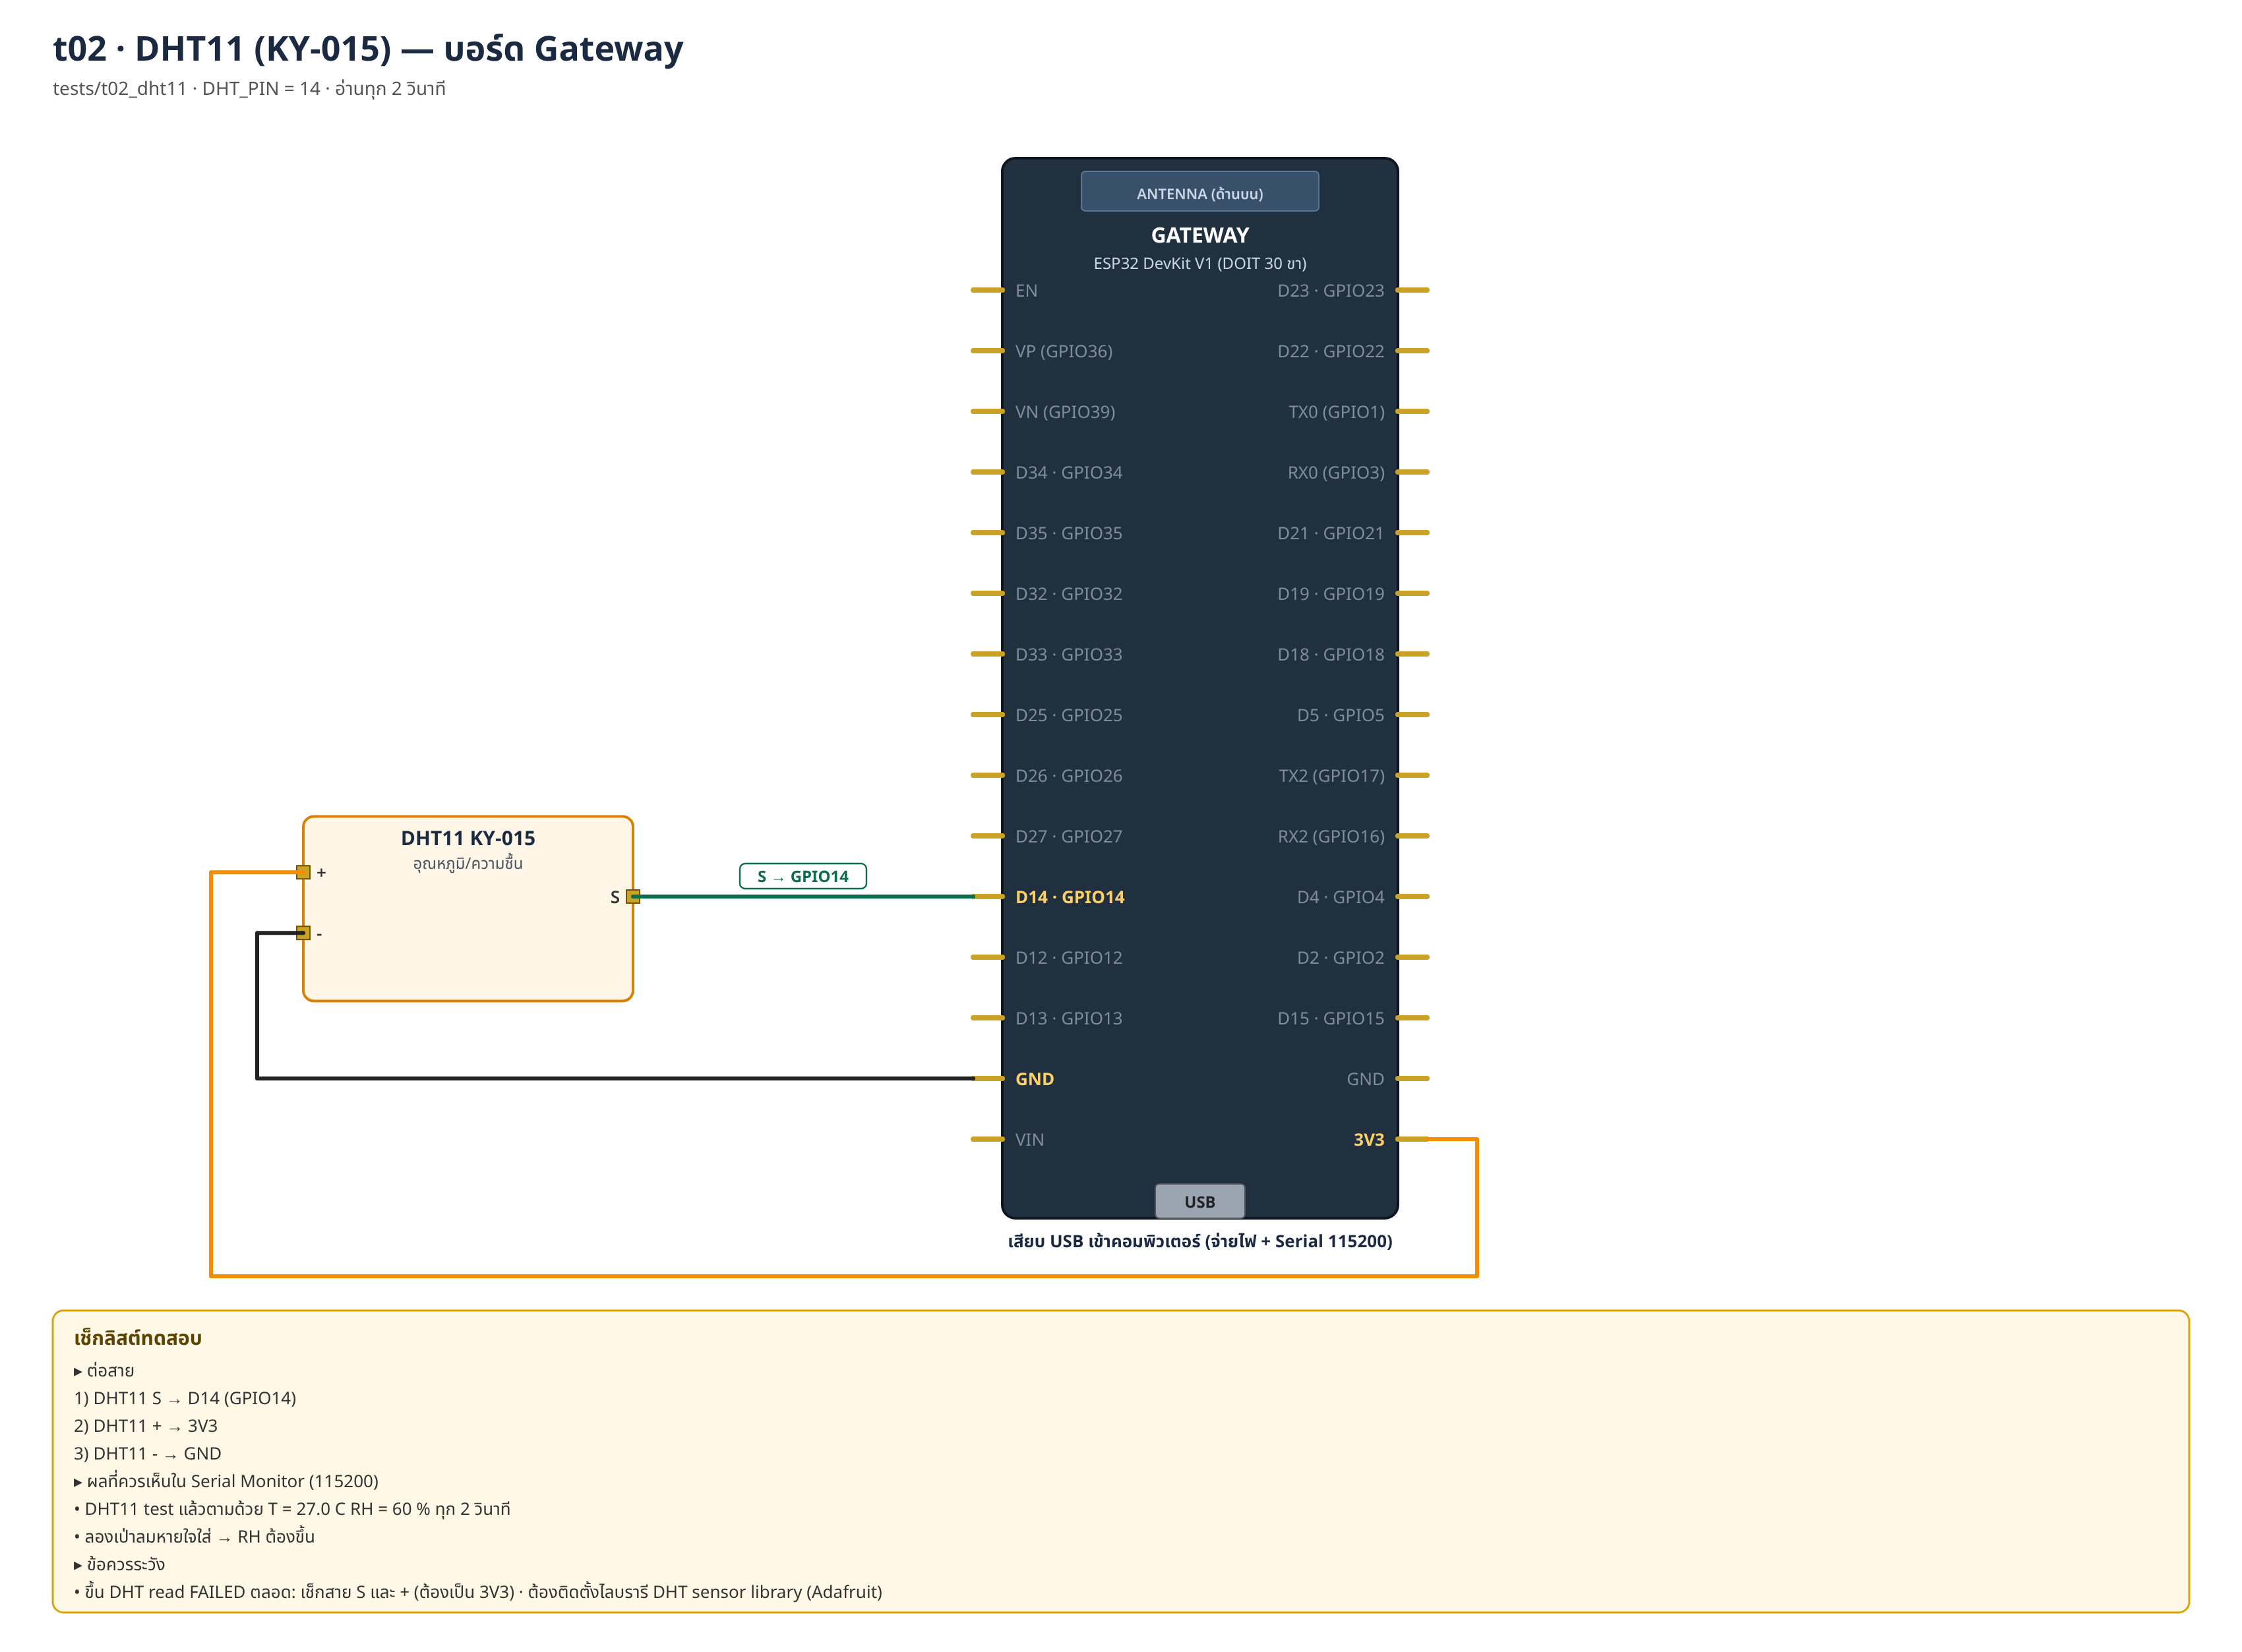 t02 · DHT11 (KY-015) — บอร์ด Gateway
tests/t02_dht11 · DHT_PIN = 14 · อ่านทุก 2 วินาที
ANTENNA (ด้านบน)
GATEWAY
ESP32 DevKit V1 (DOIT 30 ขา)
EN
D23 · GPIO23
VP (GPIO36)
D22 · GPIO22
VN (GPIO39)
TX0 (GPIO1)
D34 · GPIO34
RX0 (GPIO3)
D35 · GPIO35
D21 · GPIO21
D32 · GPIO32
D19 · GPIO19
D33 · GPIO33
D18 · GPIO18
D25 · GPIO25
D5 · GPIO5
D26 · GPIO26
TX2 (GPIO17)
D27 · GPIO27
RX2 (GPIO16)
DHT11 KY-015
อุณหภูมิ/ความชื้น
+
S
-
S → GPIO14
D14 · GPIO14
D4 · GPIO4
D12 · GPIO12
D2 · GPIO2
D13 · GPIO13
D15 · GPIO15
GND
GND
VIN
3V3
USB
เสียบ USB เข้าคอมพิวเตอร์ (จ่ายไฟ + Serial 115200)
เช็กลิสต์ทดสอบ
▸ ต่อสาย
1) DHT11 S → D14 (GPIO14)
2) DHT11 + → 3V3
3) DHT11 - → GND
▸ ผลที่ควรเห็นใน Serial Monitor (115200)
• DHT11 test แล้วตามด้วย T = 27.0 C RH = 60 % ทุก 2 วินาที
• ลองเป่าลมหายใจใส่ → RH ต้องขึ้น
▸ ข้อควรระวัง
• ขึ้น DHT read FAILED ตลอด: เช็กสาย S และ + (ต้องเป็น 3V3) · ต้องติดตั้งไลบรารี DHT sensor library (Adafruit)